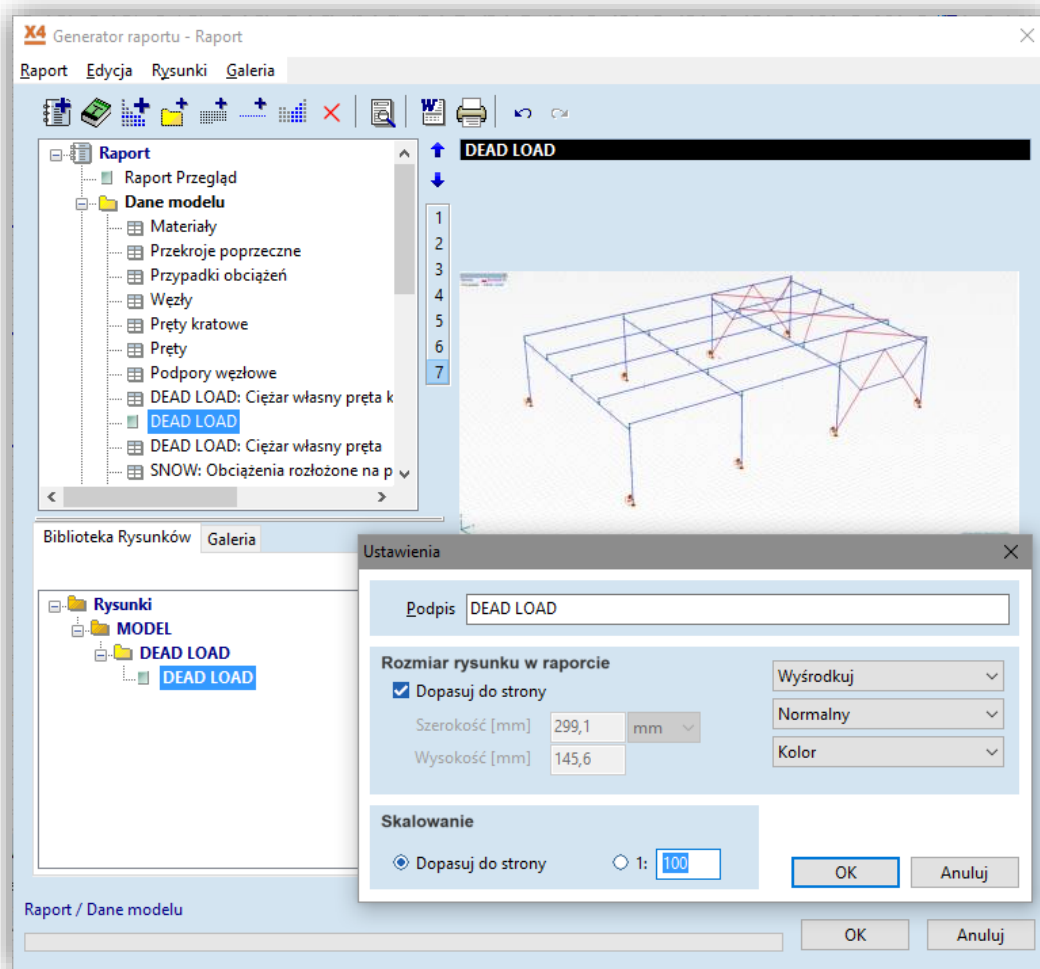 X4 Generator raportu - Raport
Raport Edycja Rysunki Galeria
Raport
Raport Przegląd
Dane modelu
Materiały
Przekroje poprzeczne
Przypadki obciążeń
Węzły
Pręty kratowe
Pręty
Podpory węzłowe
DEAD LOAD: Ciężar własny pręta k
DEAD LOAD
DEAD LOAD: Ciężar własny pręta
SNOW: Obciążenia rozłożone na p
1
2
3
4
5
6
7
DEAD LOAD
Biblioteka Rysunków Galeria
Rysunki
MODEL
DEAD LOAD
DEAD LOAD
Ustawienia
Podpis DEAD LOAD
Rozmiar rysunku w raporcie
Dopasuj do strony
Szerokość [mm] 299,1 mm
Wysokość [mm] 145,6
Wyśrodkuj
Normalny
Kolor
Skalowanie
Dopasuj do strony 1: 100
OK Anuluj
Raport / Dane modelu
OK Anuluj